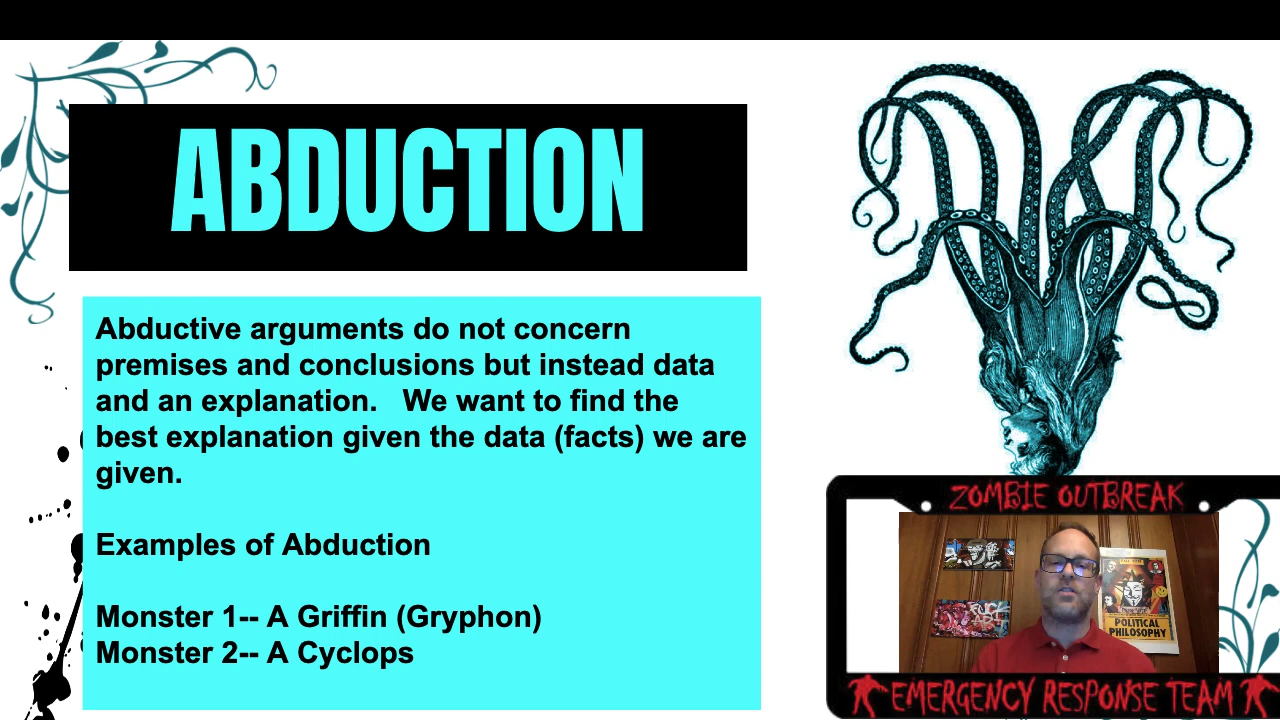 ABDUCTION
Abductive arguments do not concern
premises and conclusions but instead data
and an explanation.   We want to find the
best explanation given the data (facts) we are
given.
Examples of Abduction
Monster 1-- A Griffin (Gryphon)
Monster 2-- A Cyclops
ZOMBIE OUTBREAK
POLITICAL
PHILOSOPHY
EMERGENCY RESPONSE TEAM